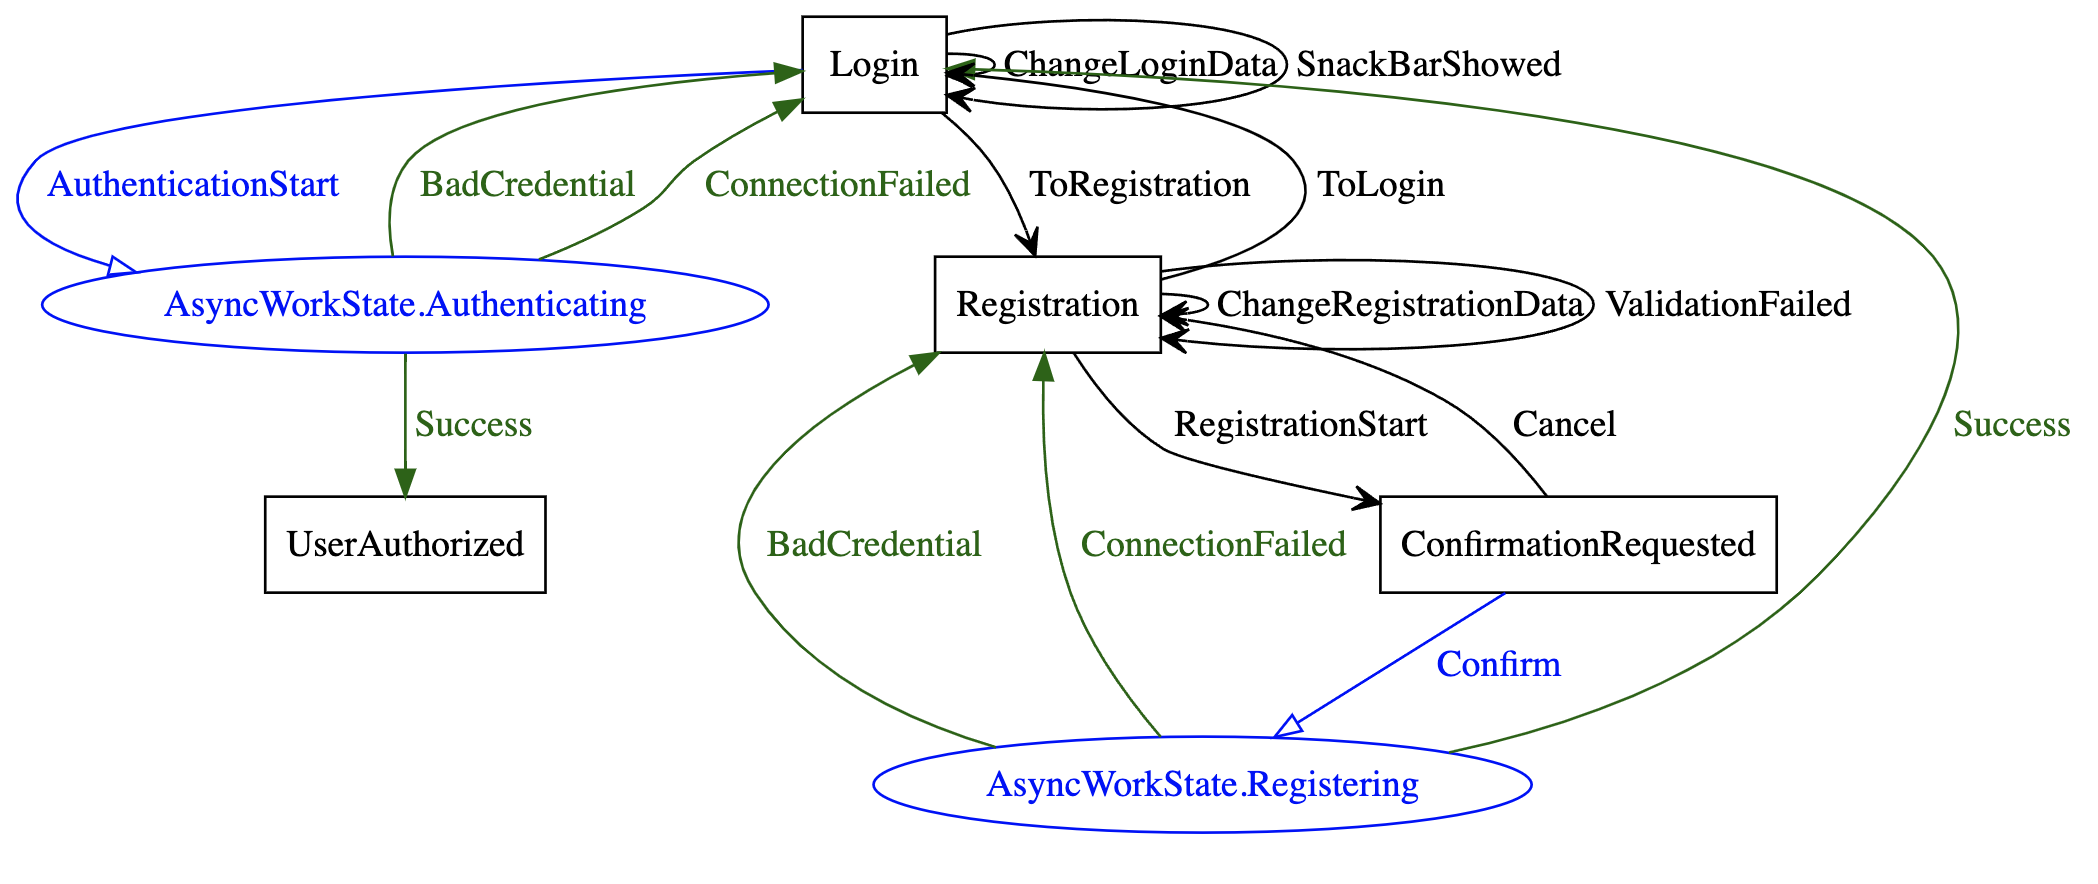 Login
ChangeLoginData
SnackBarShowed
AuthenticationStart
BadCredential
ConnectionFailed
ToRegistration
ToLogin
AsyncWorkState.Authenticating
Registration
ChangeRegistrationData
ValidationFailed
Success
RegistrationStart
Cancel
Success
UserAuthorized
BadCredential
ConnectionFailed
ConfirmationRequested
Confirm
AsyncWorkState.Registering